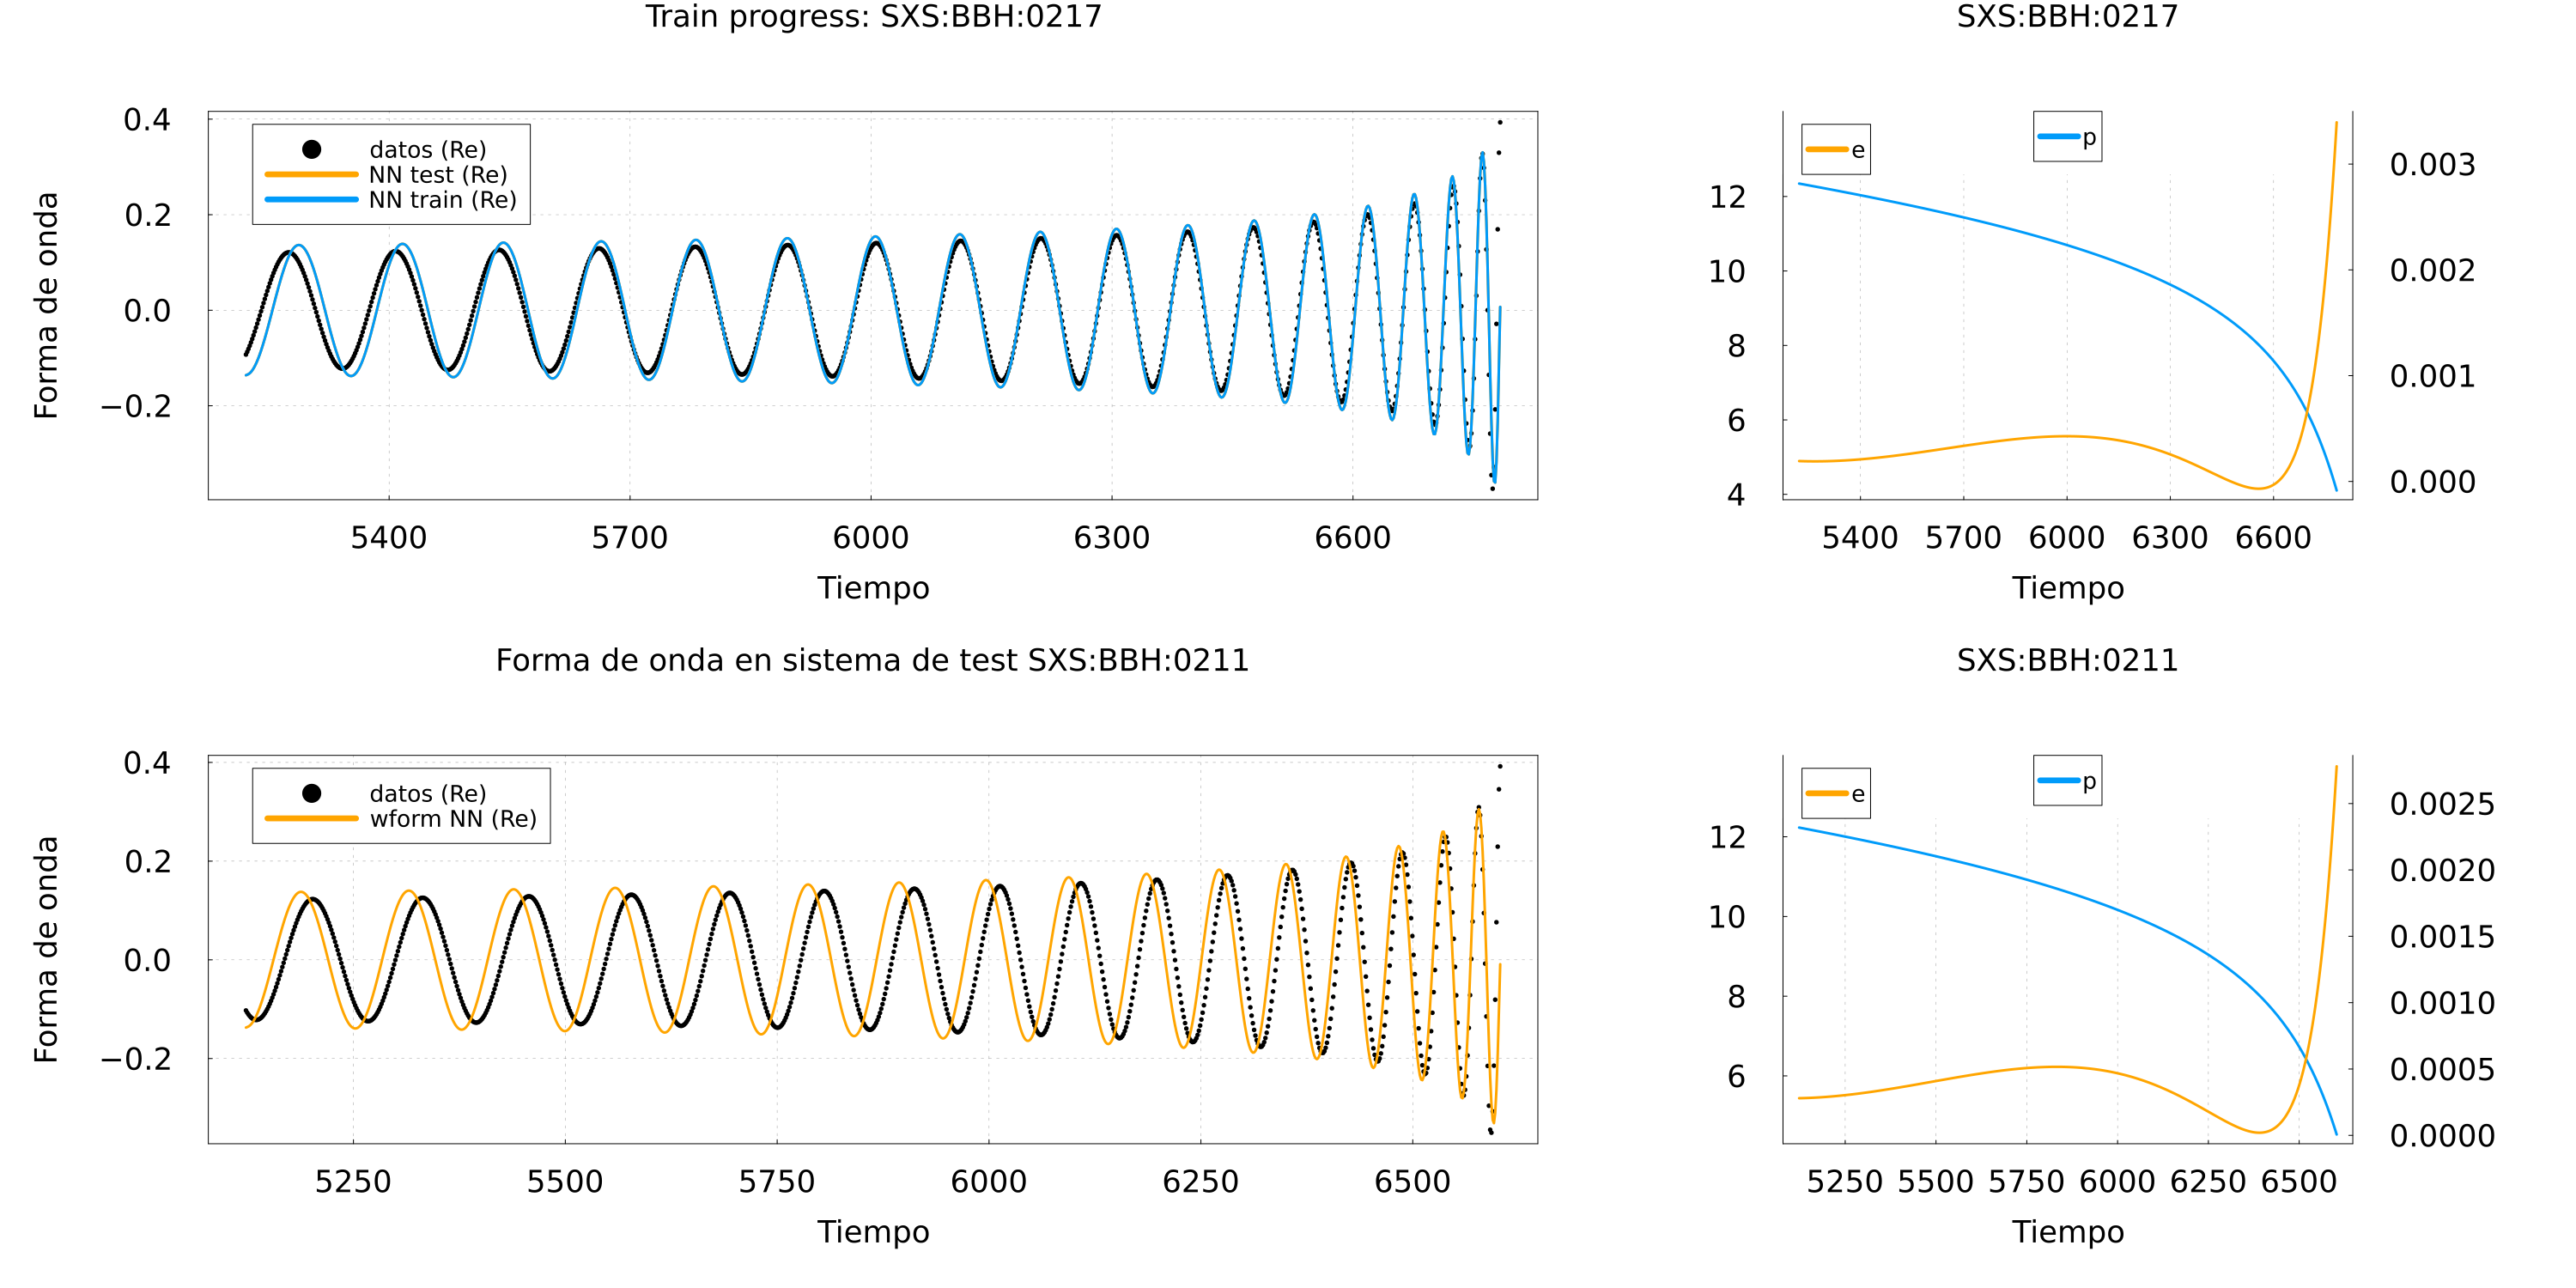 Train progress: SXS:BBH:0217
0.4
0.2
0.0
−0.2
Forma de onda
datos (Re)
NN test (Re)
NN train (Re)
5400 5700 6000 6300 6600
Tiempo
SXS:BBH:0217
e
p
12
10
8
6
4
0.003
0.002
0.001
0.000
5400 5700 6000 6300 6600
Tiempo
Forma de onda en sistema de test SXS:BBH:0211
0.4
0.2
0.0
−0.2
Forma de onda
datos (Re)
wform NN (Re)
5250 5500 5750 6000 6250 6500
Tiempo
SXS:BBH:0211
e
p
12
10
8
6
0.0025
0.0020
0.0015
0.0010
0.0005
0.0000
5250 5500 5750 6000 6250 6500
Tiempo